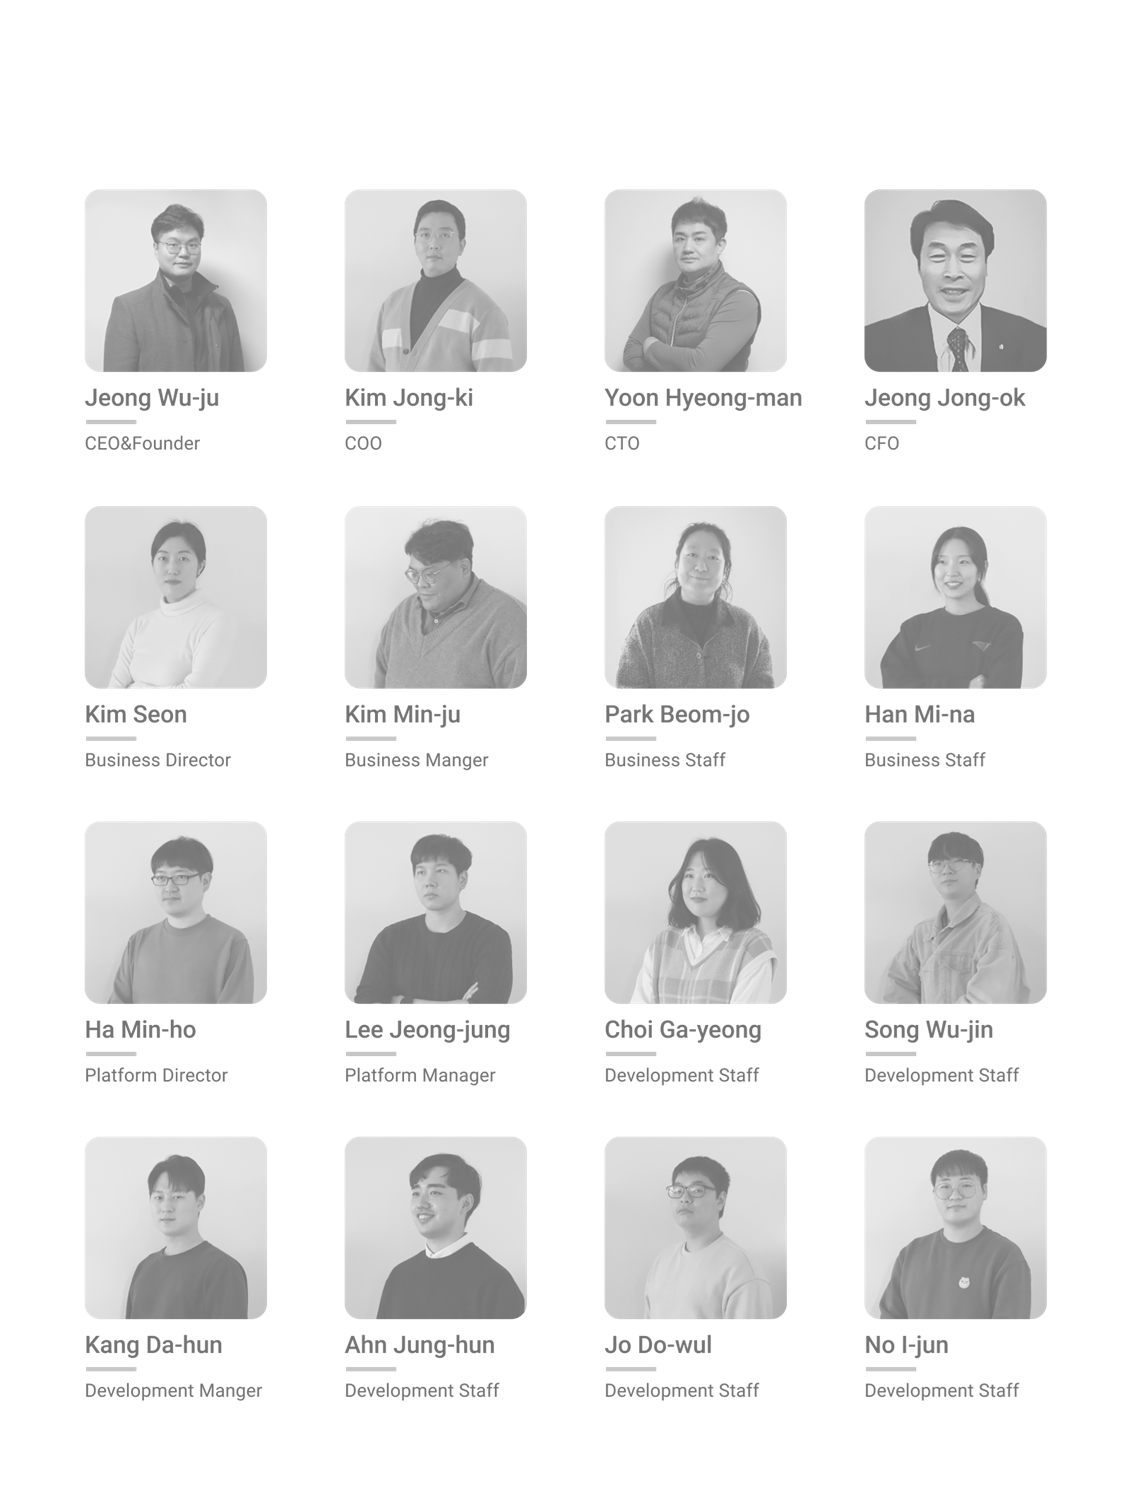 Jeong Wu-ju
CEO&Founder
Kim Jong-ki
COO
Yoon Hyeong-man
CTO
Jeong Jong-ok
CFO
Kim Seon
Business Director
Kim Min-ju
Business Manger
Park Beom-jo
Business Staff
Han Mi-na
Business Staff
Ha Min-ho
Platform Director
Lee Jeong-jung
Platform Manager
Choi Ga-yeong
Development Staff
Song Wu-jin
Development Staff
Kang Da-hun
Development Manger
Ahn Jung-hun
Development Staff
Jo Do-wul
Development Staff
No I-jun
Development Staff